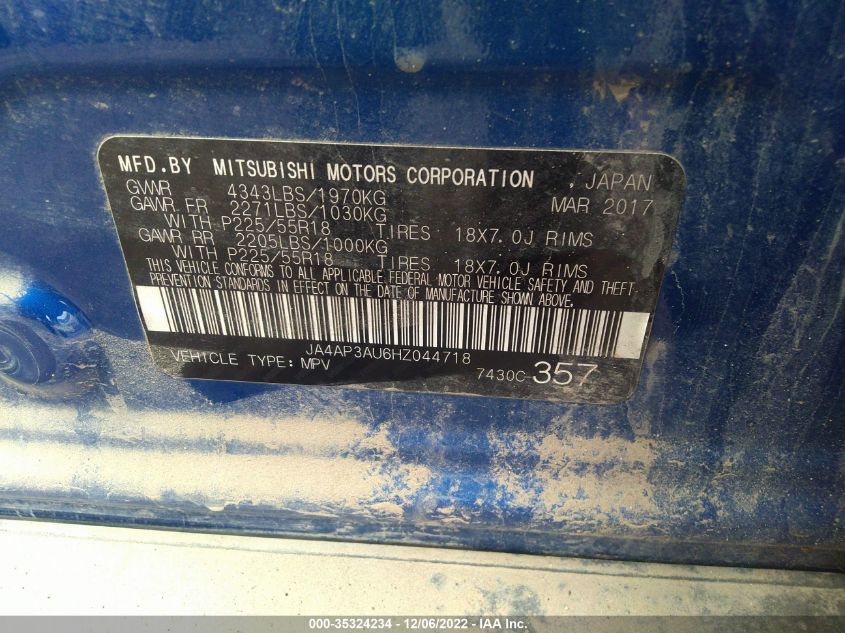 MFD.BY MITSUBISHI MOTORS CORPORATION , JAPAN
GVWR 4343LBS/1970KG MAR 2017
GAWR FR 2271LBS/1030KG
WITH P225/55R18 TIRES 18X7.0J RIMS
GAWR RR 2205LBS/1000KG
WITH P225/55R18 TIRES 18X7.0J RIMS
THIS VEHICLE CONFORMS TO ALL APPLICABLE FEDERAL MOTOR VEHICLE SAFETY AND THEFT-
PREVENTION STANDARDS IN EFFECT ON THE DATE OF MANUFACTURE SHOWN ABOVE.
JA4AP3AU6HZ044718
VEHICLE TYPE: MPV 7430C-357
000-35324234 - 12/06/2022 - IAA Inc.